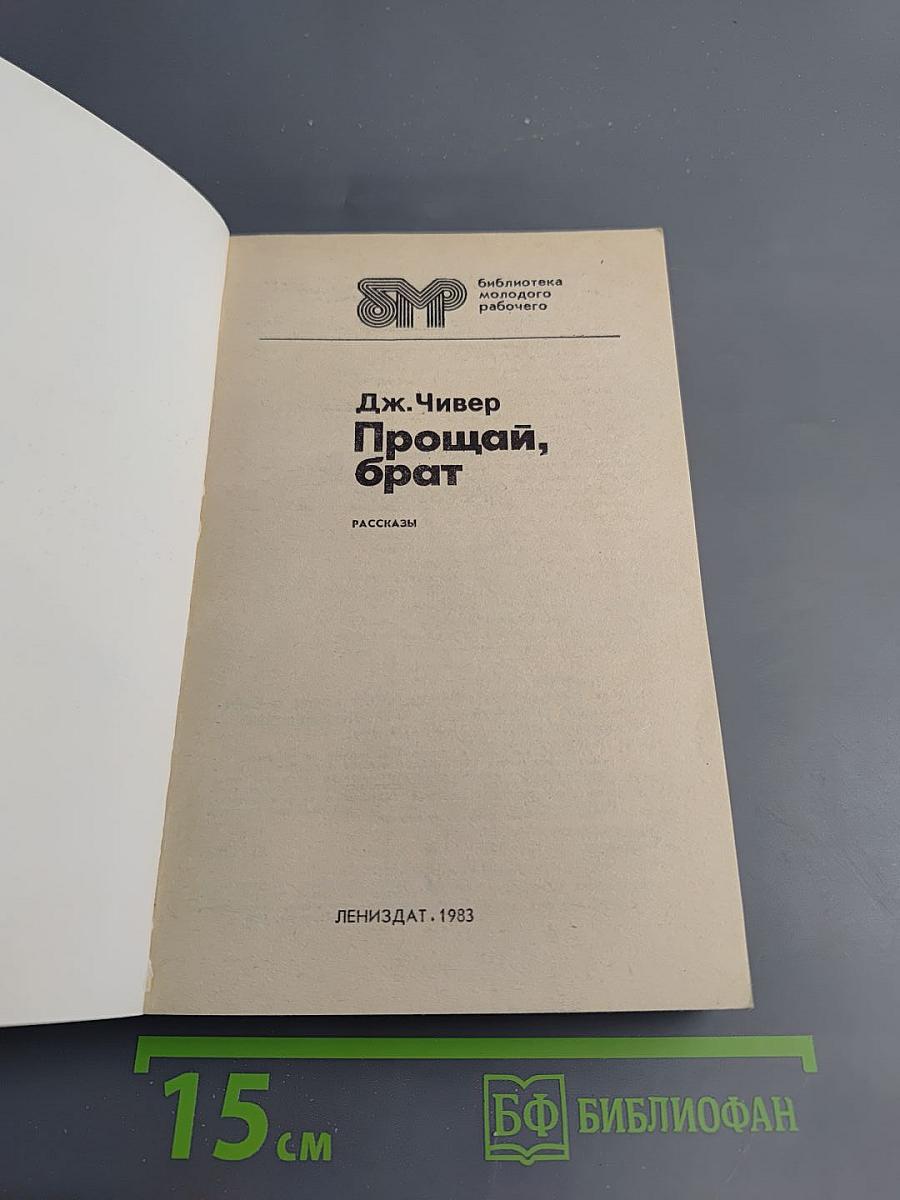 бмр
библиотека
молодого
рабочего
Дж. Чивер
Прощай,
брат
РАССКАЗЫ
ЛЕНИЗДАТ • 1983
15 см
БФ БИБЛИОФАН